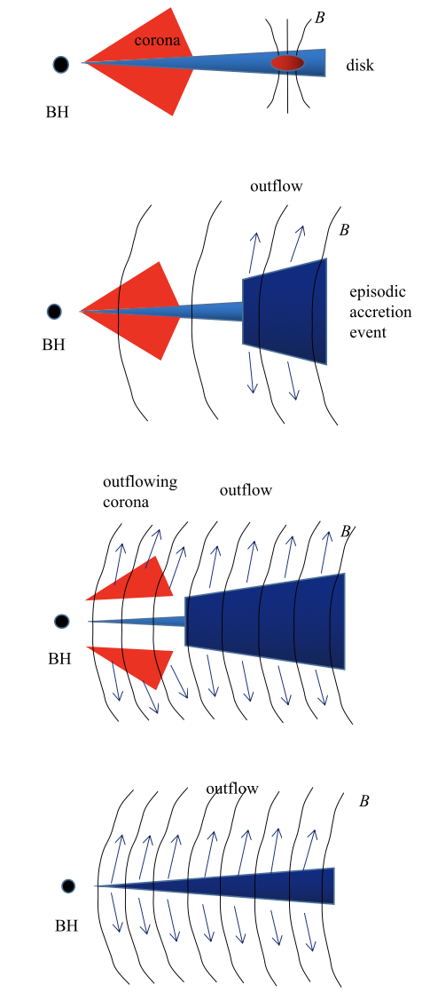 B
corona
disk
BH
outflow
B
episodic
accretion
event
BH
outflowing
corona
outflow
B
BH
outflow
B
BH